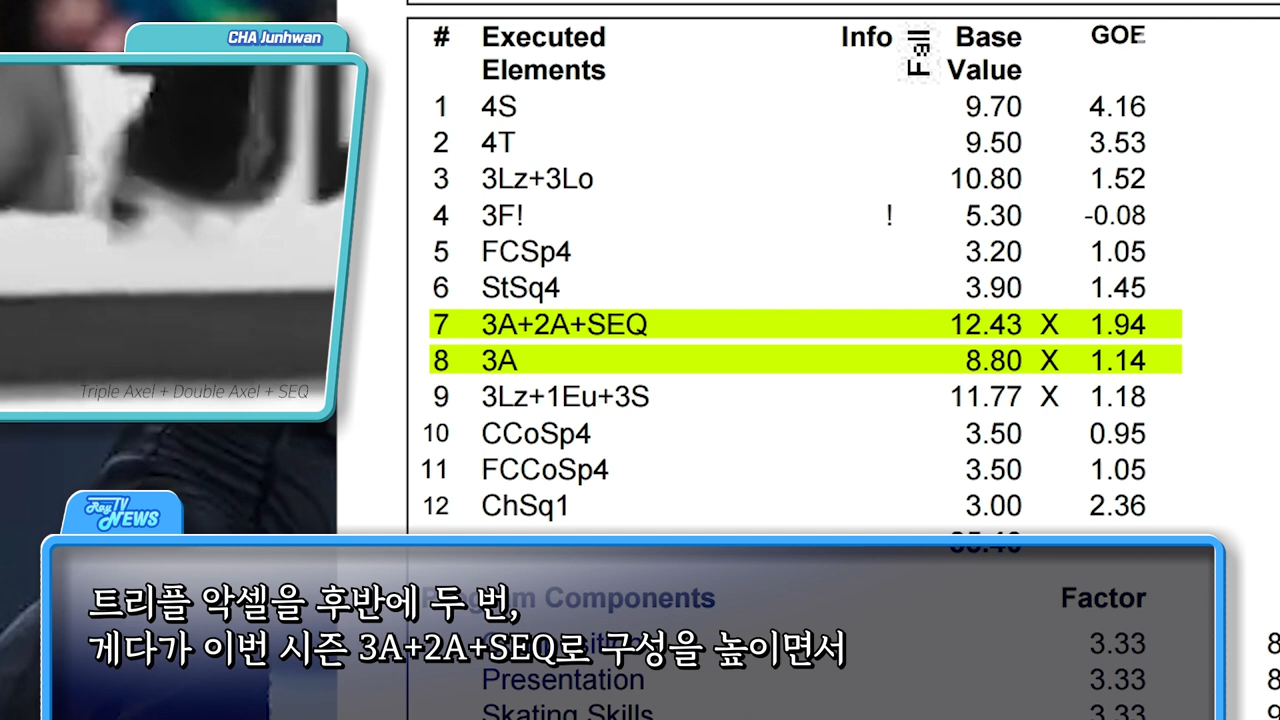 CHA Junhwan
Triple Axel + Double Axel + SEQ
# Executed Elements Info Fall Base Value GOE
1 4S 9.70 4.16
2 4T 9.50 3.53
3 3Lz+3Lo 10.80 1.52
4 3F! ! 5.30 -0.08
5 FCSp4 3.20 1.05
6 StSq4 3.90 1.45
7 3A+2A+SEQ 12.43 X 1.94
8 3A 8.80 X 1.14
9 3Lz+1Eu+3S 11.77 X 1.18
10 CCoSp4 3.50 0.95
11 FCCoSp4 3.50 1.05
12 ChSq1 3.00 2.36
Components Factor
3.33 8
Presentation 3.33 8
Skating Skills 3.33 9
RoyTV NEWS
트리플 악셀을 후반에 두 번,
게다가 이번 시즌 3A+2A+SEQ로 구성을 높이면서